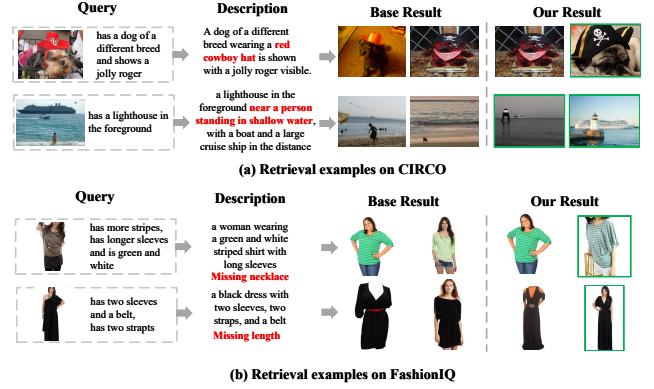 Query
Description
Base Result
Our Result
has a dog of a
different breed
and shows a
jolly roger
A dog of a different
breed wearing a red
cowboy hat is shown
with a jolly roger visible.
has a lighthouse in
the foreground
a lighthouse in the
foreground near a person
standing in shallow water,
with a boat and a large
cruise ship in the distance
(a) Retrieval examples on CIRCO
Query
Description
Base Result
Our Result
has more stripes,
has longer sleeves
and is green and
white
a woman wearing
a green and white
striped shirt with
long sleeves
Missing necklace
has two sleeves
and a belt,
has two strapts
a black dress with
two sleeves, two
straps, and a belt
Missing length
(b) Retrieval examples on FashionIQ